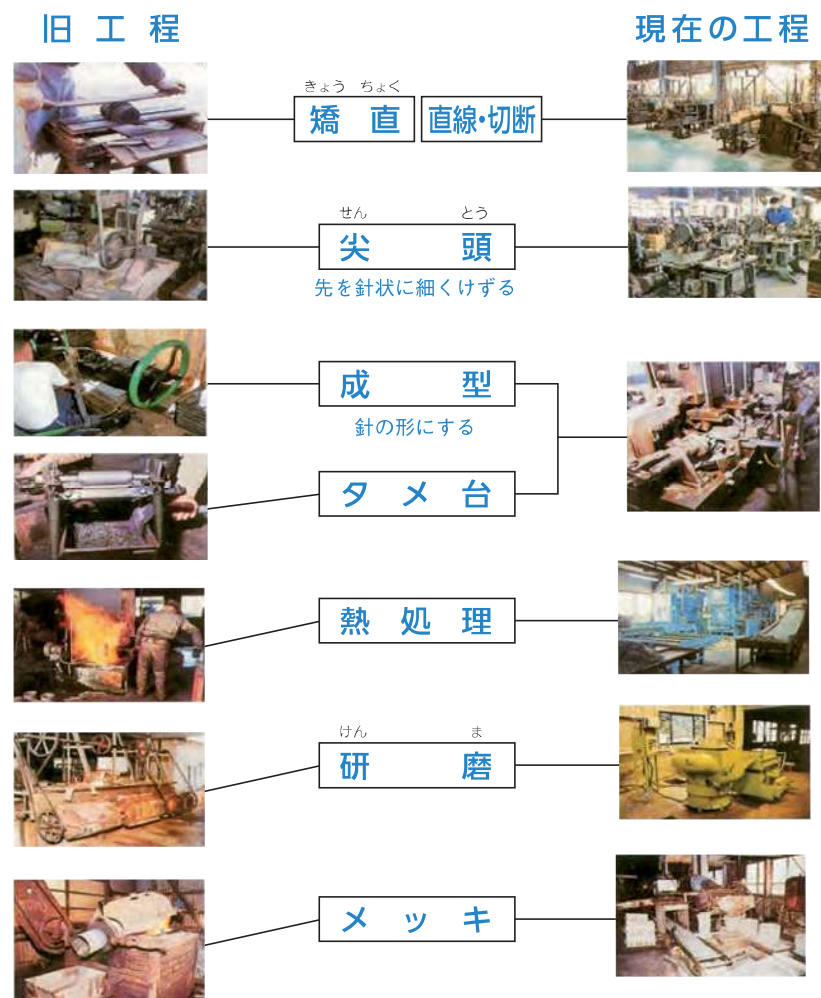 旧工程
現在の工程
きょう ちょく
矯直
直線・切断
せん とう
尖頭
先を針状に細くけずる
成型
針の形にする
タメ台
熱処理
けん ま
研磨
メッキ